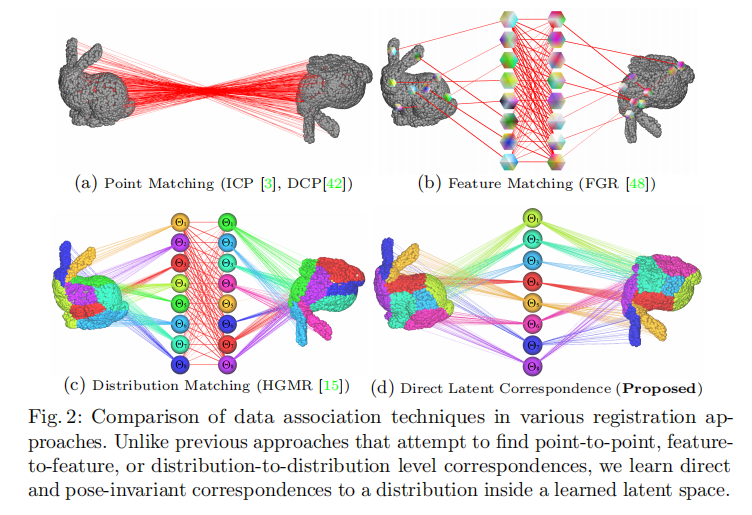 (a) Point Matching (ICP [3], DCP[42])
(b) Feature Matching (FGR [48])
(c) Distribution Matching (HGMR [15])
(d) Direct Latent Correspondence (Proposed)
Fig. 2: Comparison of data association techniques in various registration ap-
proaches. Unlike previous approaches that attempt to find point-to-point, feature-
to-feature, or distribution-to-distribution level correspondences, we learn direct
and pose-invariant correspondences to a distribution inside a learned latent space.